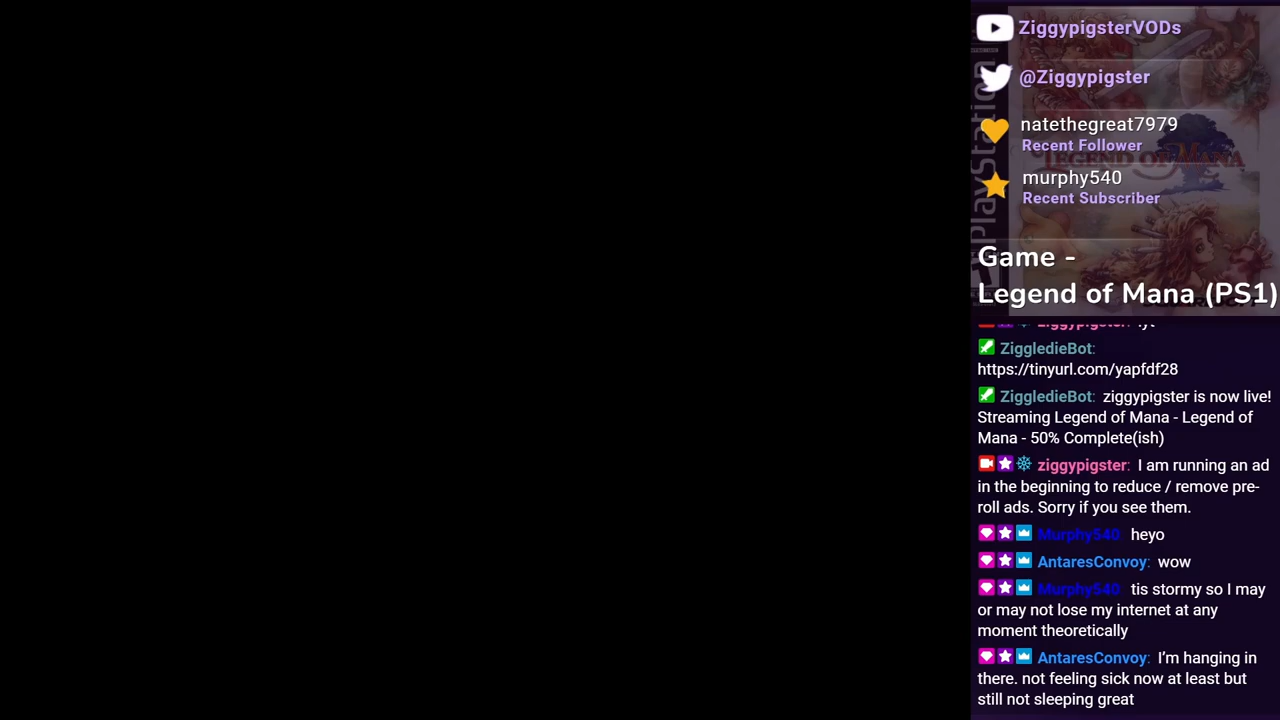 ZiggypigsterVODs
@Ziggypigster
natethegreat7979
Recent Follower
murphy540
Recent Subscriber
PlayStation
LEGEND OF MANA
Game -
Legend of Mana (PS1)
ZiggledieBot:
https://tinyurl.com/yapfdf28
ZiggledieBot: ziggypigster is now live!
Streaming Legend of Mana - Legend of
Mana - 50% Complete(ish)
ziggypigster: I am running an ad
in the beginning to reduce / remove pre-
roll ads. Sorry if you see them.
Murphy540 heyo
AntaresConvoy: wow
Murphy540 tis stormy so I may
or may not lose my internet at any
moment theoretically
AntaresConvoy: I’m hanging in
there. not feeling sick now at least but
still not sleeping great